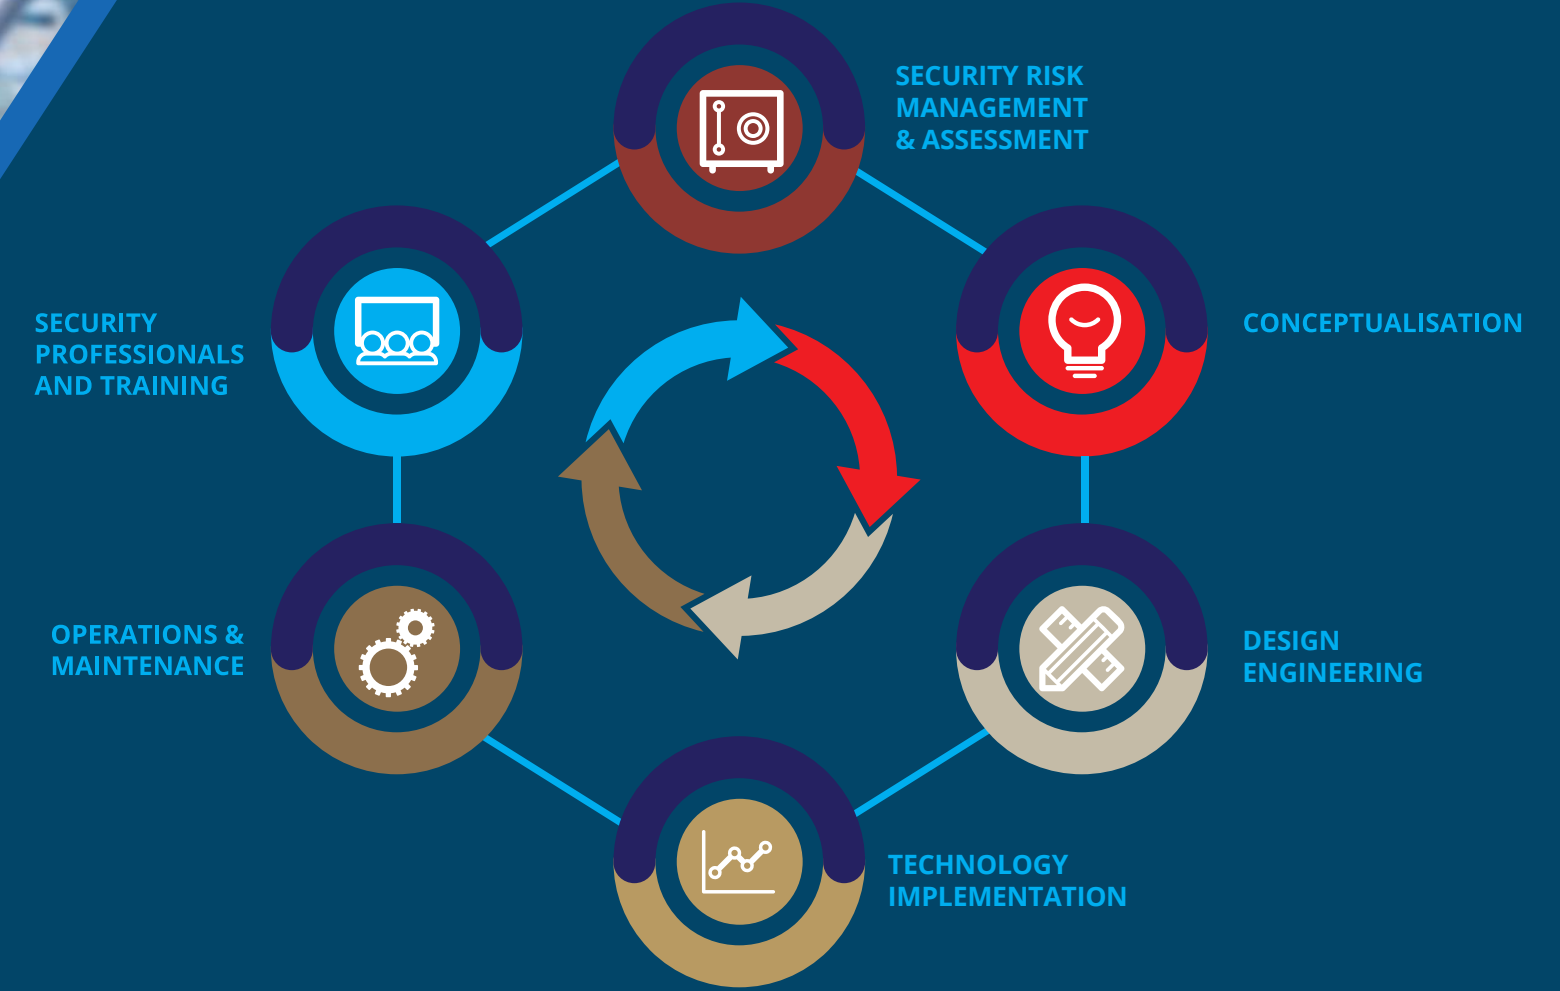 SECURITY RISK
MANAGEMENT
& ASSESSMENT
CONCEPTUALISATION
DESIGN
ENGINEERING
TECHNOLOGY
IMPLEMENTATION
OPERATIONS &
MAINTENANCE
SECURITY
PROFESSIONALS
AND TRAINING